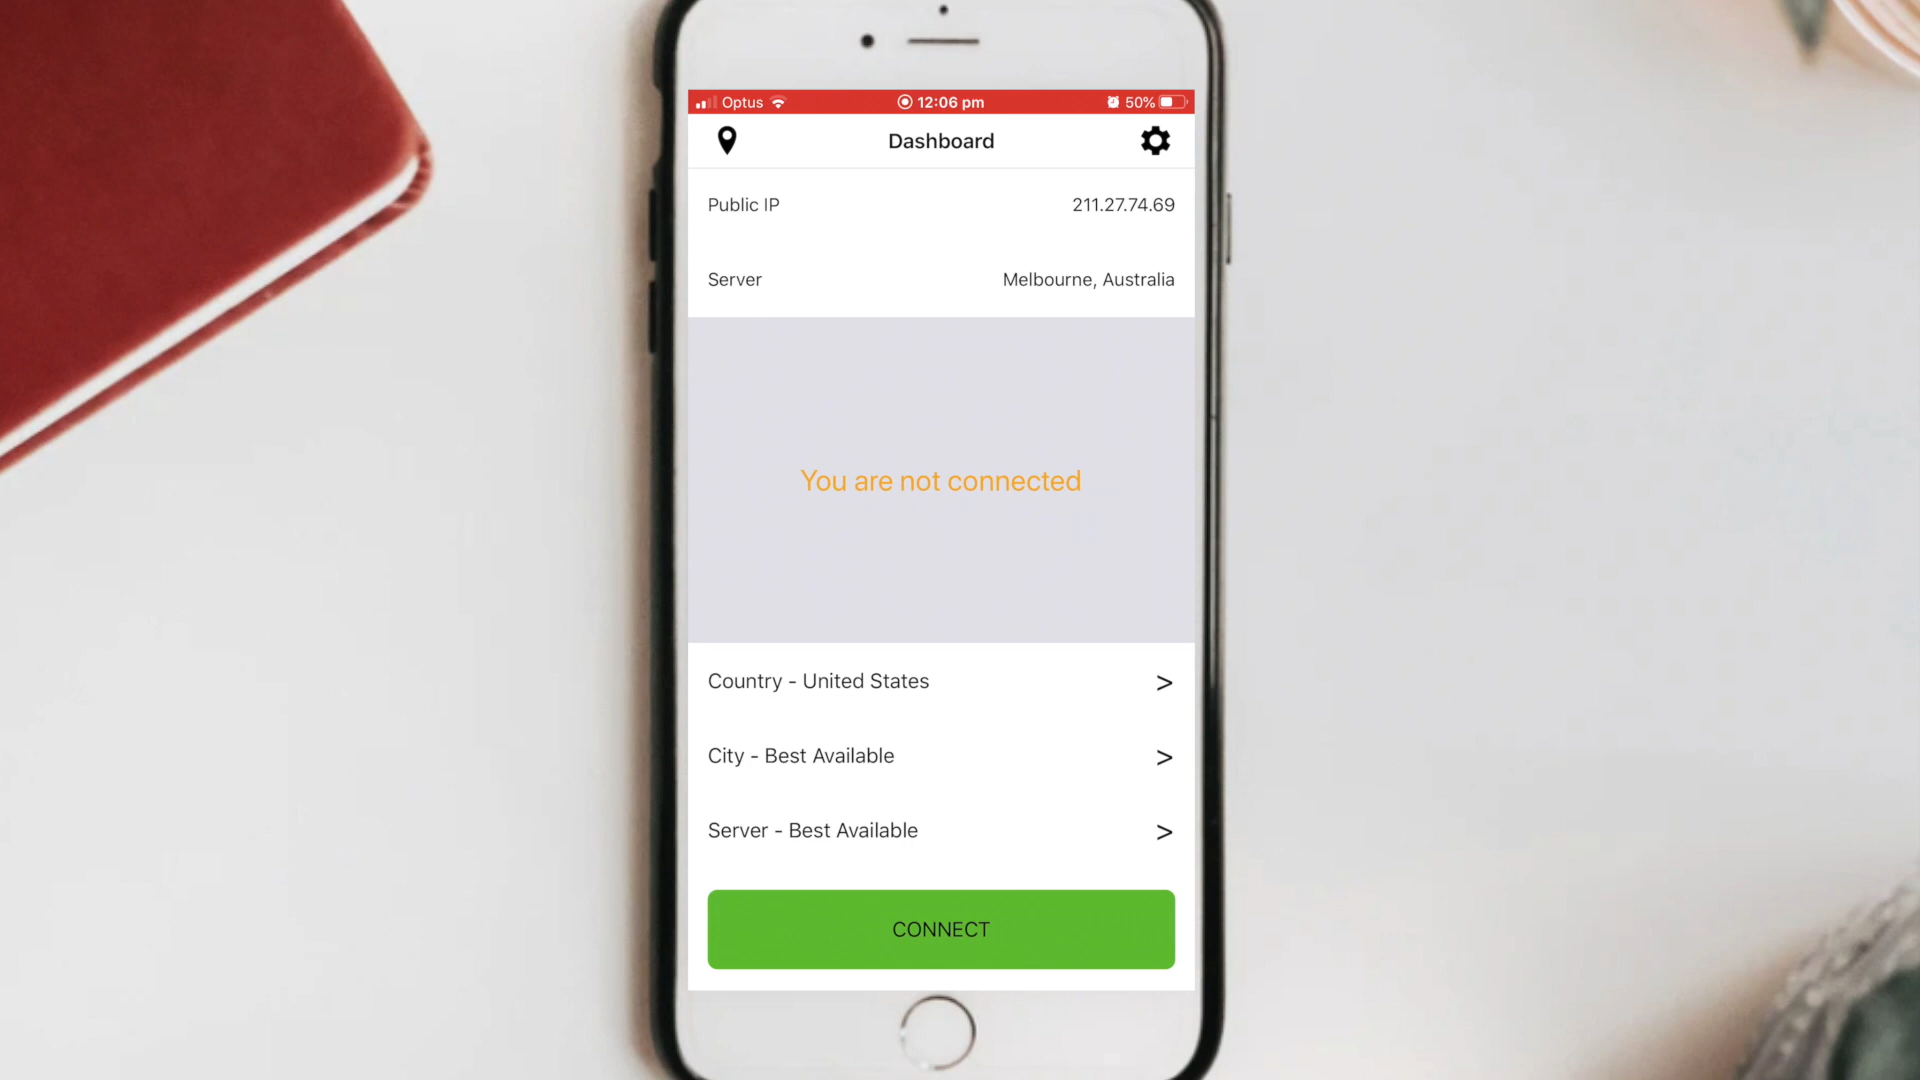 Optus 12:06 pm 50%
Dashboard
Public IP 211.27.74.69
Server Melbourne, Australia
You are not connected
Country - United States >
City - Best Available >
Server - Best Available >
CONNECT